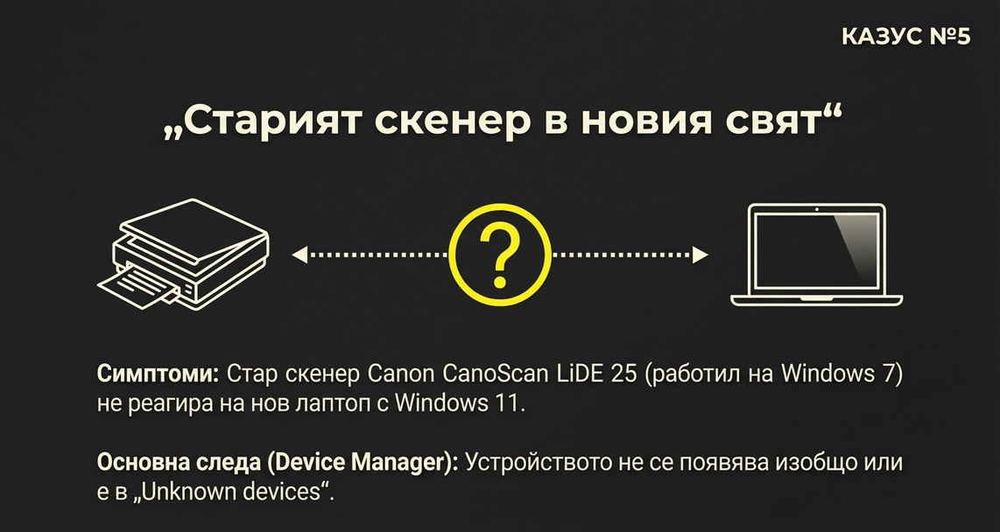 КАЗУС №5
„Старият скенер в новия свят“
?
Симптоми: Стар скенер Canon CanoScan LiDE 25 (работил на Windows 7)
не реагира на нов лаптоп с Windows 11.
Основна следа (Device Manager): Устройството не се появява изобщо или
е в „Unknown devices“.